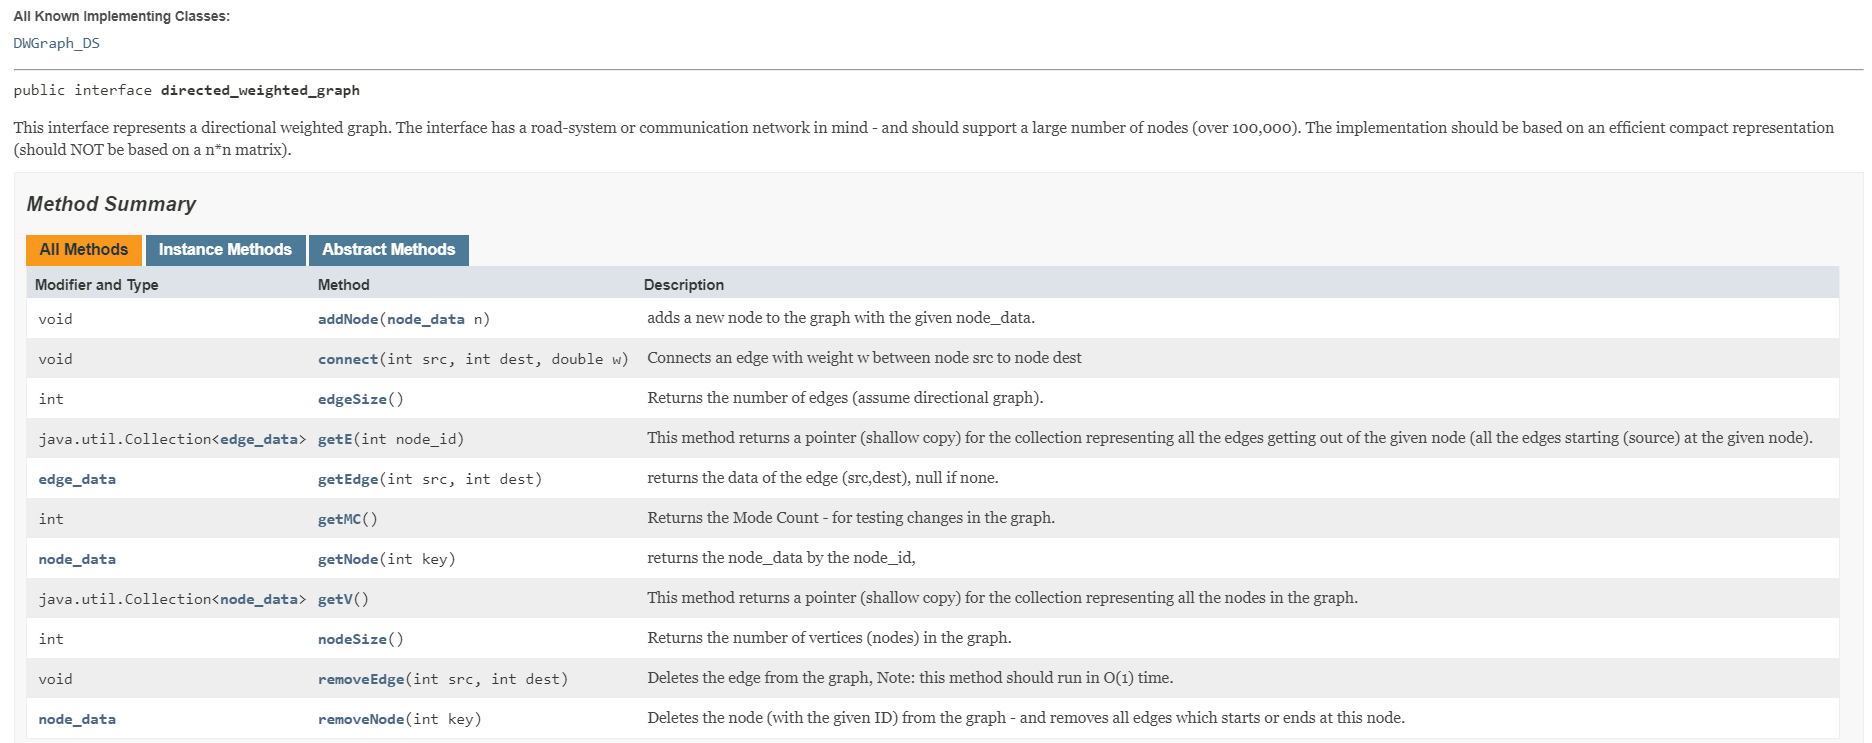 All Known Implementing Classes:
DWGraph_DS
public interface directed_weighted_graph
This interface represents a directional weighted graph. The interface has a road-system or communication network in mind - and should support a large number of nodes (over 100,000). The implementation should be based on an efficient compact representation
(should NOT be based on a n*n matrix).
Method Summary
All Methods Instance Methods Abstract Methods
Modifier and Type Method Description
void addNode(node_data n) adds a new node to the graph with the given node_data.
void connect(int src, int dest, double w) Connects an edge with weight w between node src to node dest
int edgeSize() Returns the number of edges (assume directional graph).
java.util.Collection<edge_data> getE(int node_id) This method returns a pointer (shallow copy) for the collection representing all the edges getting out of the given node (all the edges starting (source) at the given node).
edge_data getEdge(int src, int dest) returns the data of the edge (src,dest), null if none.
int getMC() Returns the Mode Count - for testing changes in the graph.
node_data getNode(int key) returns the node_data by the node_id,
java.util.Collection<node_data> getV() This method returns a pointer (shallow copy) for the collection representing all the nodes in the graph.
int nodeSize() Returns the number of vertices (nodes) in the graph.
void removeEdge(int src, int dest) Deletes the edge from the graph, Note: this method should run in O(1) time.
node_data removeNode(int key) Deletes the node (with the given ID) from the graph - and removes all edges which starts or ends at this node.